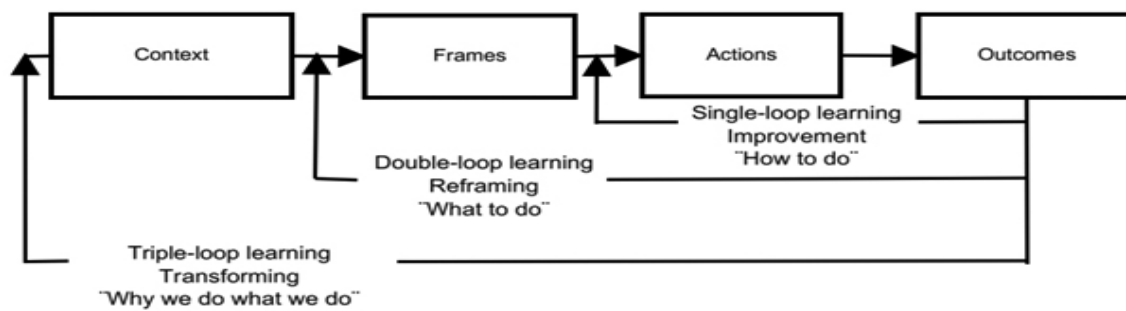 Context
Frames
Actions
Outcomes
Single-loop learning
Improvement
¨How to do¨
Double-loop learning
Reframing
¨What to do¨
Triple-loop learning
Transforming
¨Why we do what we do¨